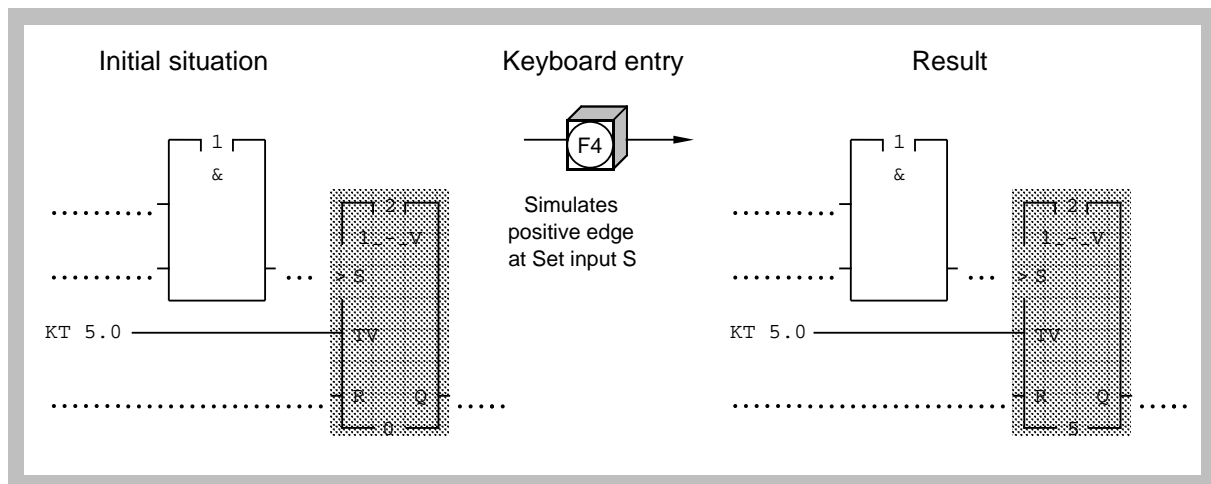 Initial situation
Keyboard entry
Result
1
&
2
1_-_V
> S
KT 5.0
TV
R Q
0
F4
Simulates
positive edge
at Set input S
1
&
2
1_-_V
> S
KT 5.0
TV
R Q
5